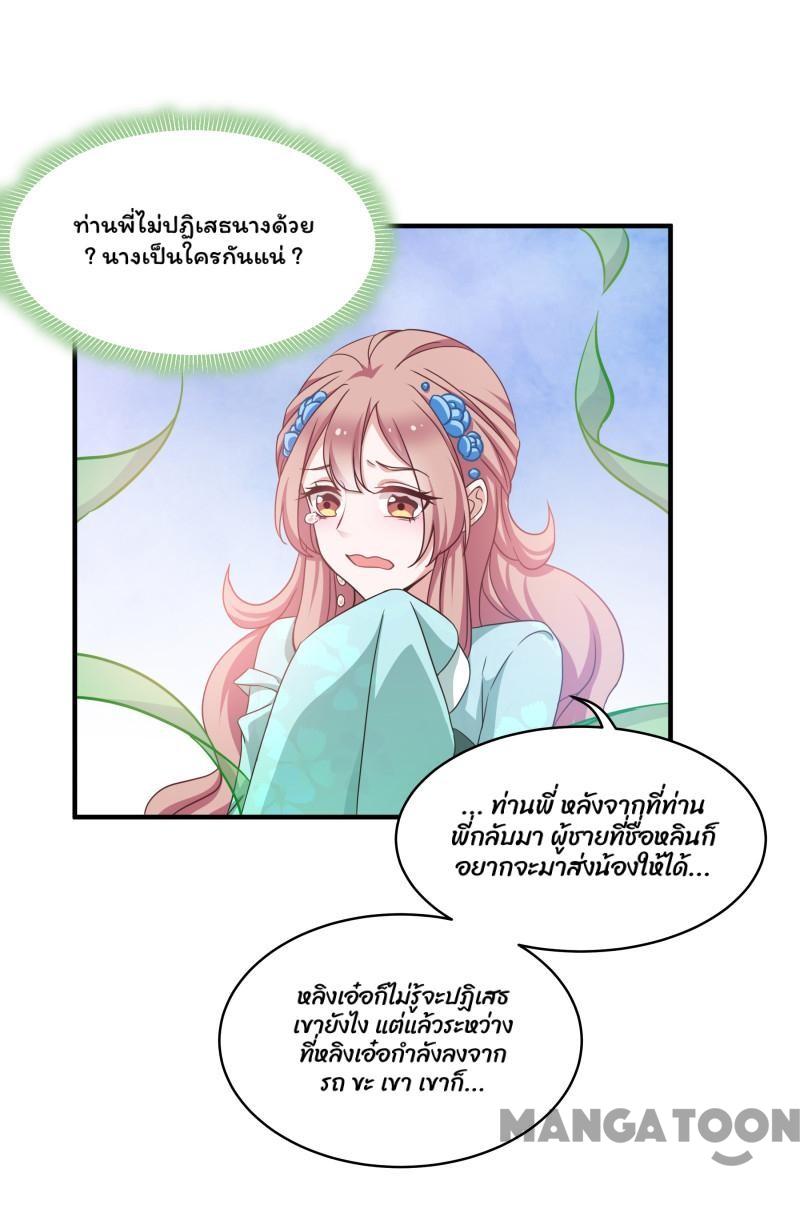 ท่านพี่ไม่ปฏิเสธนางด้วย
? นางเป็นใครกันแน่ ?
... ท่านพี่ หลังจากที่ท่าน
พี่กลับมา ผู้ชายที่ชื่อหลินก็
อยากจะมาส่งน้องให้ได้...
หลิงเอ๋อก็ไม่รู้จะปฏิเสธ
เขายังไง แต่แล้วระหว่าง
ที่หลิงเอ๋อกำลังลงจาก
รถ ขะ เขา เขาก็...
MANGATOON